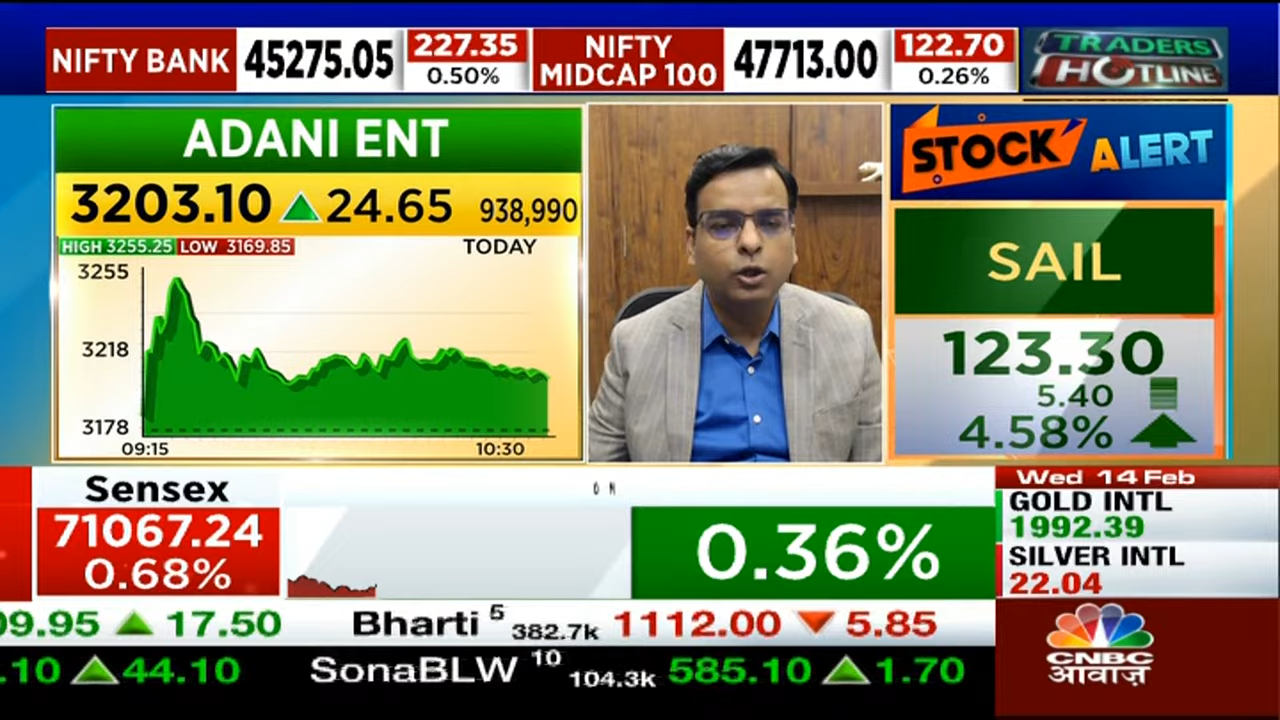 NIFTY BANK
45275.05
227.35
0.50%
NIFTY
MIDCAP 100
47713.00
122.70
0.26%
TRADERS
HOTLINE
ADANI ENT
3203.10 24.65 938,990
HIGH 3255.25 LOW 3169.85 TODAY
3255
3218
3178
09:15 10:30
STOCK ALERT
SAIL
123.30
5.40
4.58%
Sensex
71067.24
0.68%
0.36%
Wed 14 Feb
GOLD INTL
1992.39
SILVER INTL
22.04
9.95 17.50 Bharti 5 382.7k 1112.00 5.85
.10 44.10 SonaBLW 10 104.3k 585.10 1.70
CNBC
आवाज़